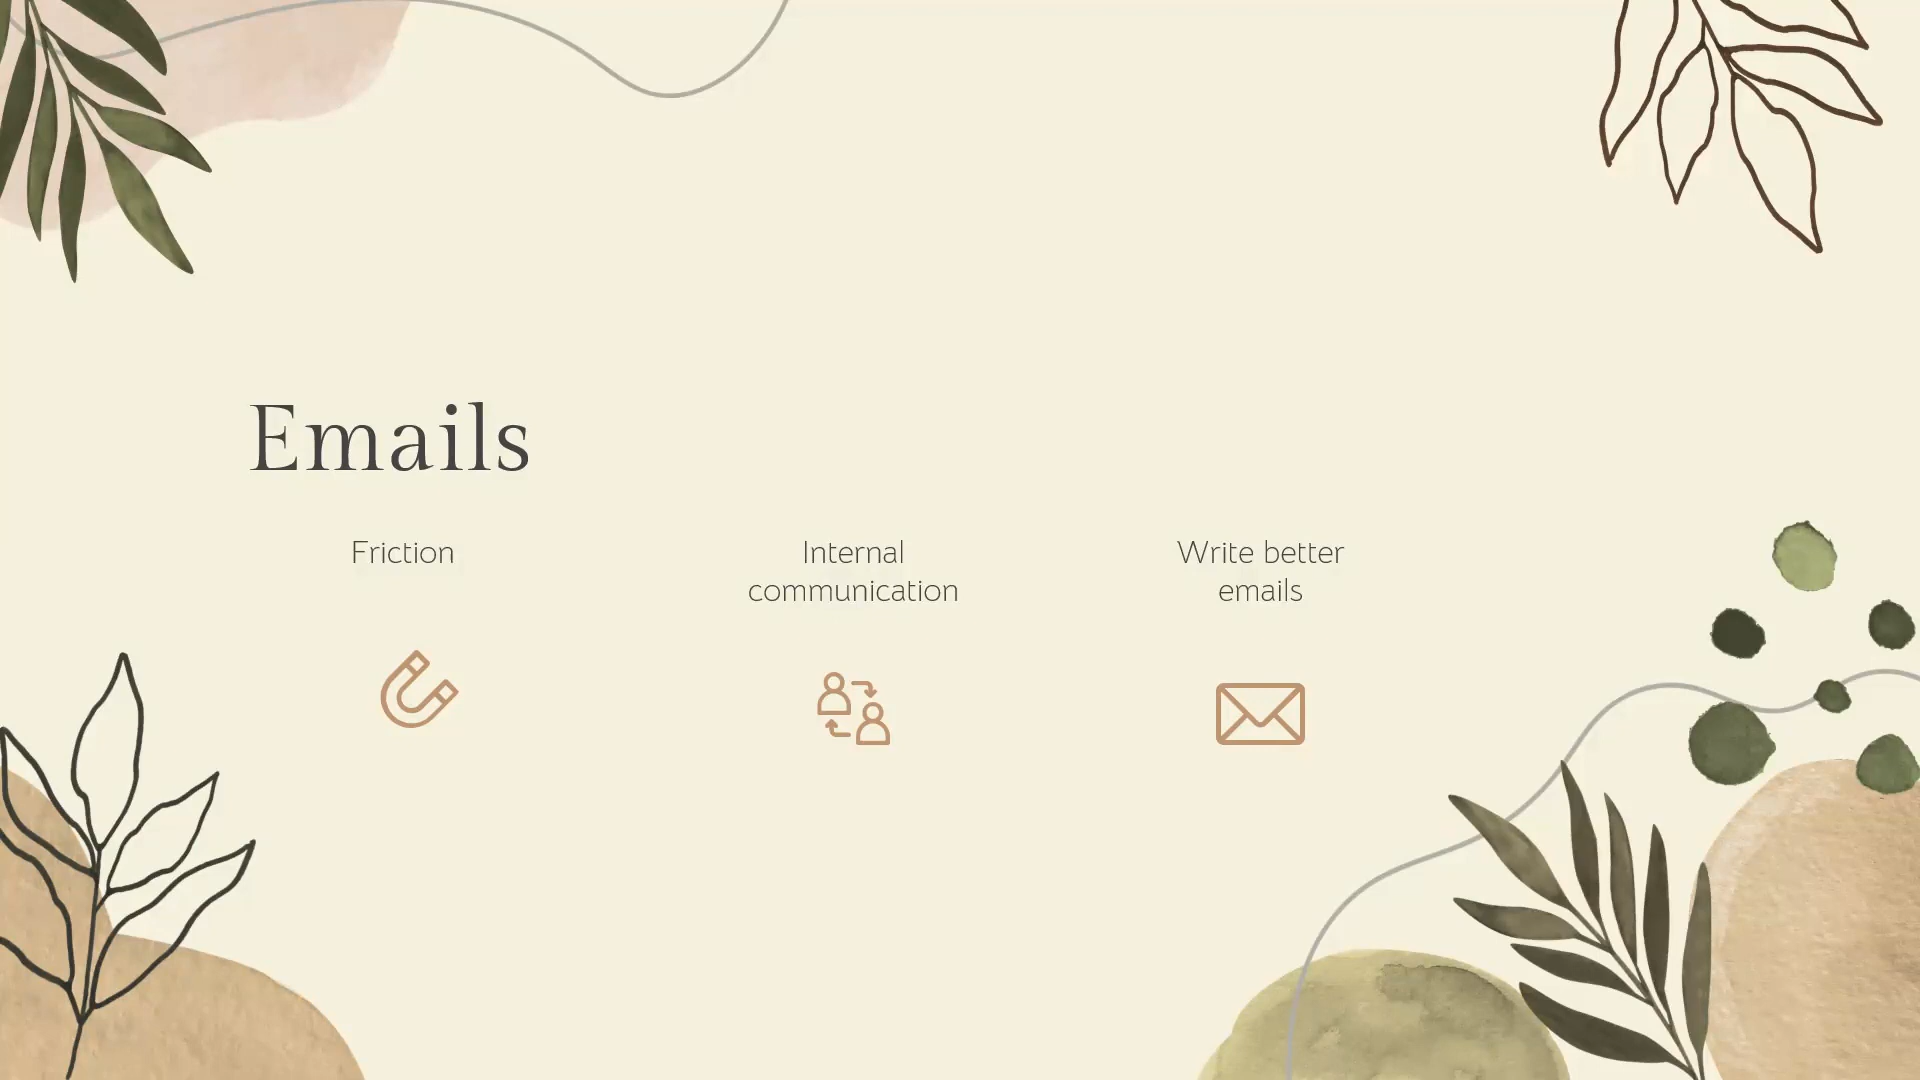 Emails
Friction
Internal
communication
Write better
emails